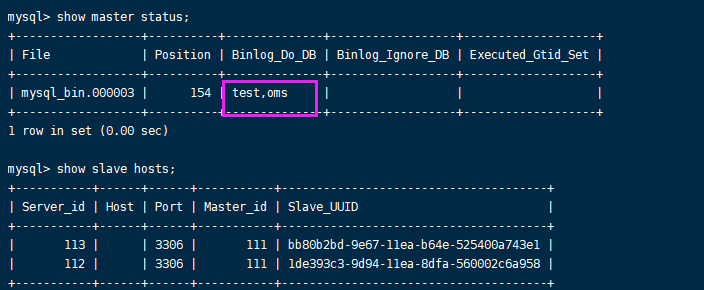 mysql> show master status;
+------------------+----------+--------------+------------------+-------------------+
| File             | Position | Binlog_Do_DB | Binlog_Ignore_DB | Executed_Gtid_Set |
+------------------+----------+--------------+------------------+-------------------+
| mysql_bin.000003 |      154 | test,oms     |                  |                   |
+------------------+----------+--------------+------------------+-------------------+
1 row in set (0.00 sec)
mysql> show slave hosts;
+-----------+------+------+-----------+--------------------------------------+
| Server_id | Host | Port | Master_id | Slave_UUID                           |
+-----------+------+------+-----------+--------------------------------------+
|       113 |      | 3306 |       111 | bb80b2bd-9e67-11ea-b64e-525400a743e1 |
|       112 |      | 3306 |       111 | 1de393c3-9d94-11ea-8dfa-560002c6a958 |
+-----------+------+------+-----------+--------------------------------------+